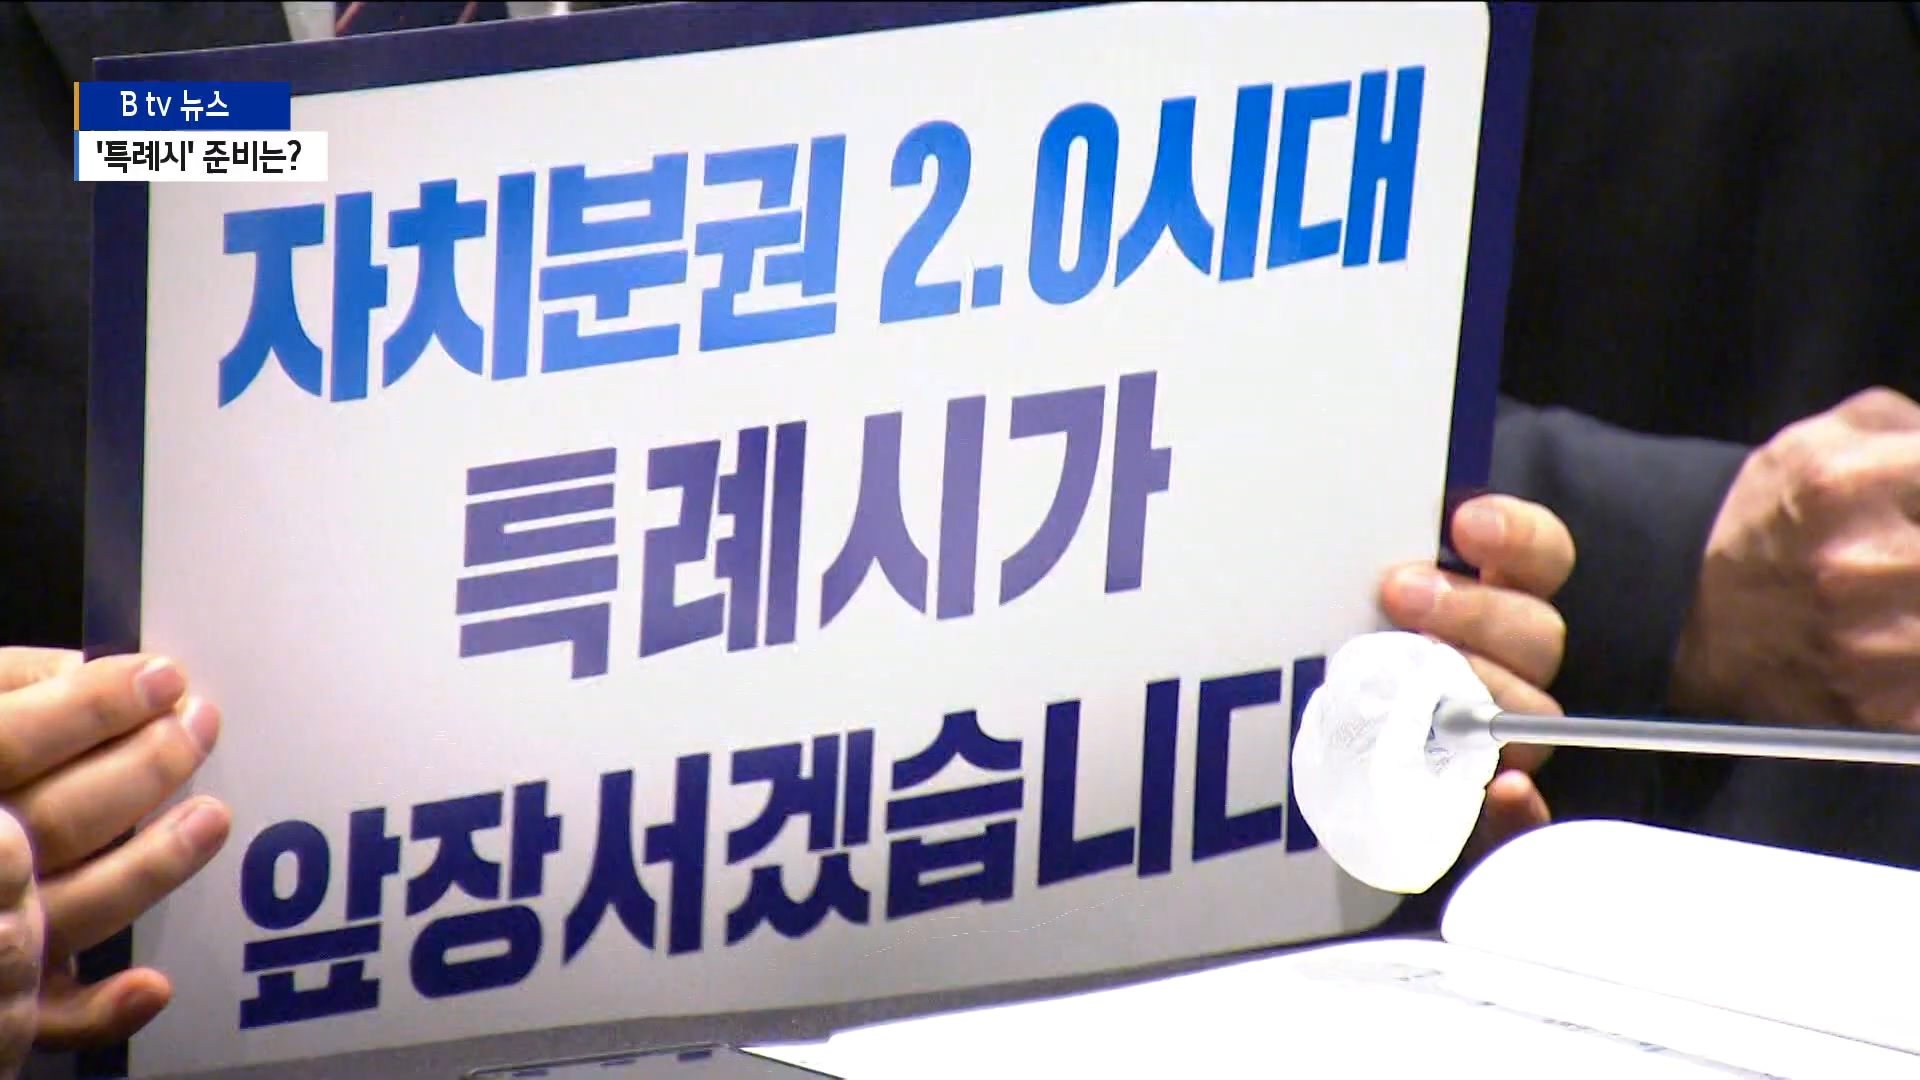 B tv 뉴스
'특례시' 준비는?
자치분권 2.0시대
특례시가
앞장서겠습니다